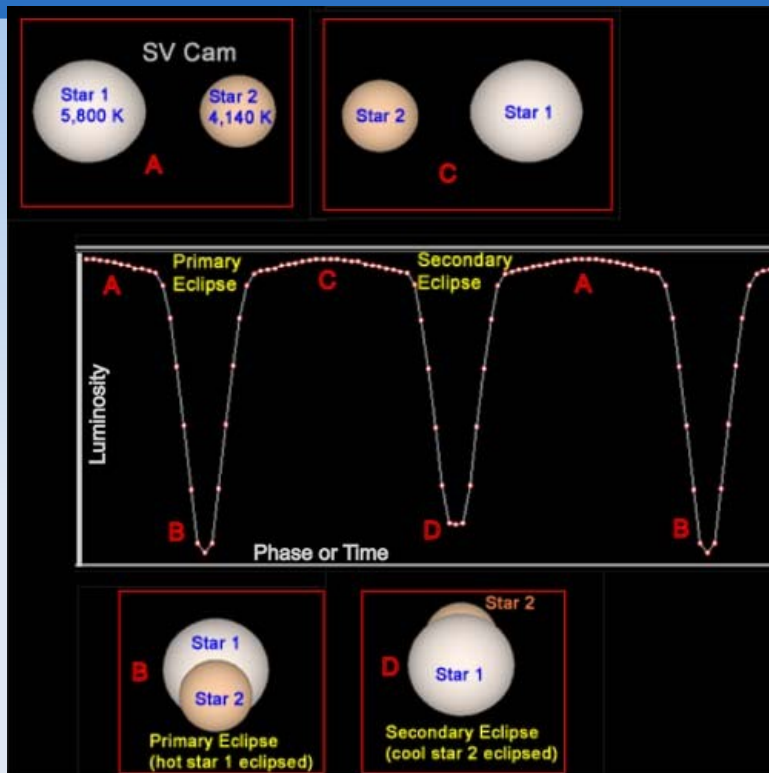 SV Cam
Star 1
5,800 K
Star 2
4,140 K
A
Star 2
Star 1
C
Primary
Eclipse
Secondary
Eclipse
A
C
A
Luminosity
B
D
B
Phase or Time
Star 1
Star 2
B
Primary Eclipse
(hot star 1 eclipsed)
Star 2
D
Star 1
Secondary Eclipse
(cool star 2 eclipsed)